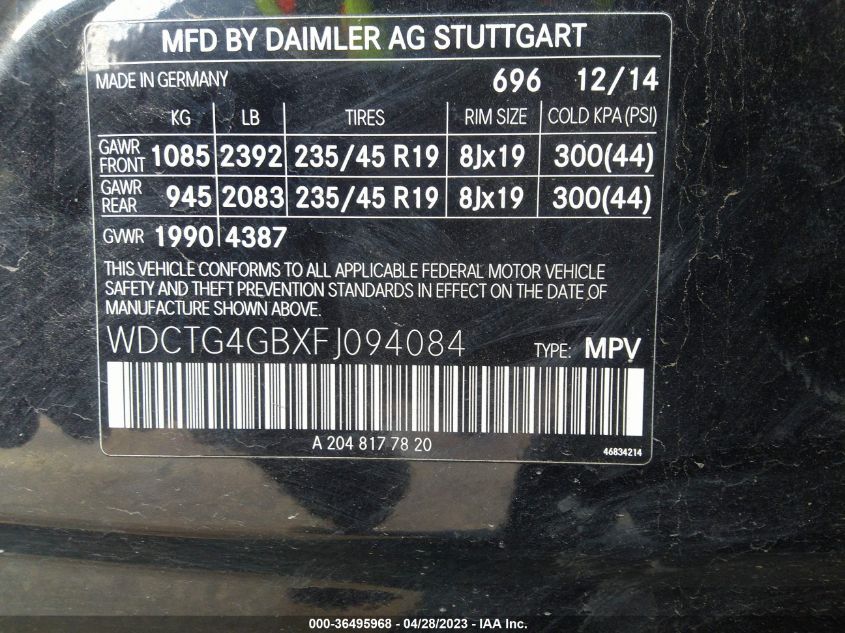 MFD BY DAIMLER AG STUTTGART
MADE IN GERMANY 696 12/14
KG LB TIRES RIM SIZE COLD KPA (PSI)
GAWR FRONT 1085 2392 235/45 R19 8Jx19 300(44)
GAWR REAR 945 2083 235/45 R19 8Jx19 300(44)
GVWR 1990 4387
THIS VEHICLE CONFORMS TO ALL APPLICABLE FEDERAL MOTOR VEHICLE
SAFETY AND THEFT PREVENTION STANDARDS IN EFFECT ON THE DATE OF
MANUFACTURE SHOWN ABOVE.
WDCTG4GBXFJ094084 TYPE: MPV
A 204 817 78 20
46834214
000-36495968 - 04/28/2023 - IAA Inc.